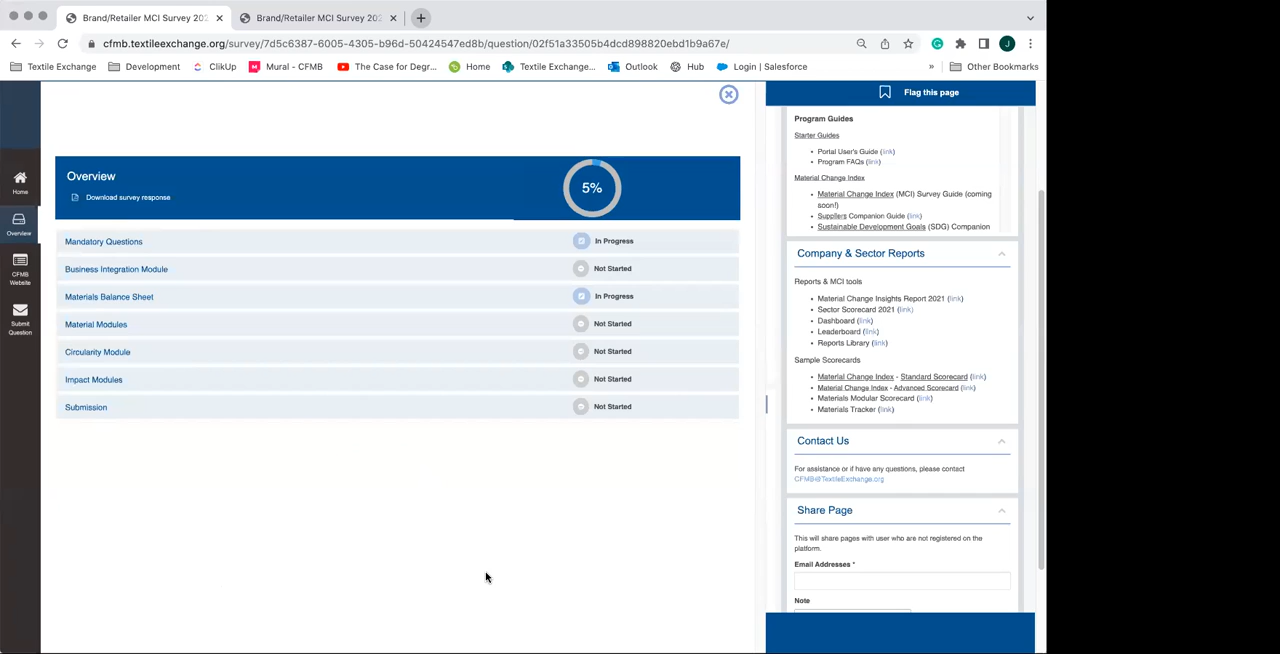 Brand/Retailer MCI Survey 202
Brand/Retailer MCI Survey 202
cfmb.textileexchange.org/survey/7d5c6387-6005-4305-b96d-50424547ed8b/question/02f51a33505b4dcd898820ebd1b9a67e/
J
Textile Exchange
Development
ClikUp
Mural - CFMB
The Case for Degr...
Home
Textile Exchange...
Outlook
Hub
Login | Salesforce
»
Other Bookmarks
Flag this page
Home
Overview
CFMB
Website
Submit
Question
Overview
Download survey response
5%
Mandatory Questions
In Progress
Business Integration Module
Not Started
Materials Balance Sheet
In Progress
Material Modules
Not Started
Circularity Module
Not Started
Impact Modules
Not Started
Submission
Not Started
Program Guides
Starter Guides
• Portal User's Guide (link)
• Program FAQs (link)
Material Change Index
• Material Change Index (MCI) Survey Guide (coming
soon!)
• Suppliers Companion Guide (link)
• Sustainable Development Goals (SDG) Companion
Company & Sector Reports
Reports & MCI tools
• Material Change Insights Report 2021 (link)
• Sector Scorecard 2021 (link)
• Dashboard (link)
• Leaderboard (link)
• Reports Library (link)
Sample Scorecards
• Material Change Index - Standard Scorecard (link)
• Material Change Index - Advanced Scorecard (link)
• Materials Modular Scorecard (link)
• Materials Tracker (link)
Contact Us
For assistance or if have any questions, please contact
CFMB@TextileExchange.org
Share Page
This will share pages with user who are not registered on the
platform.
Email Addresses *
Note